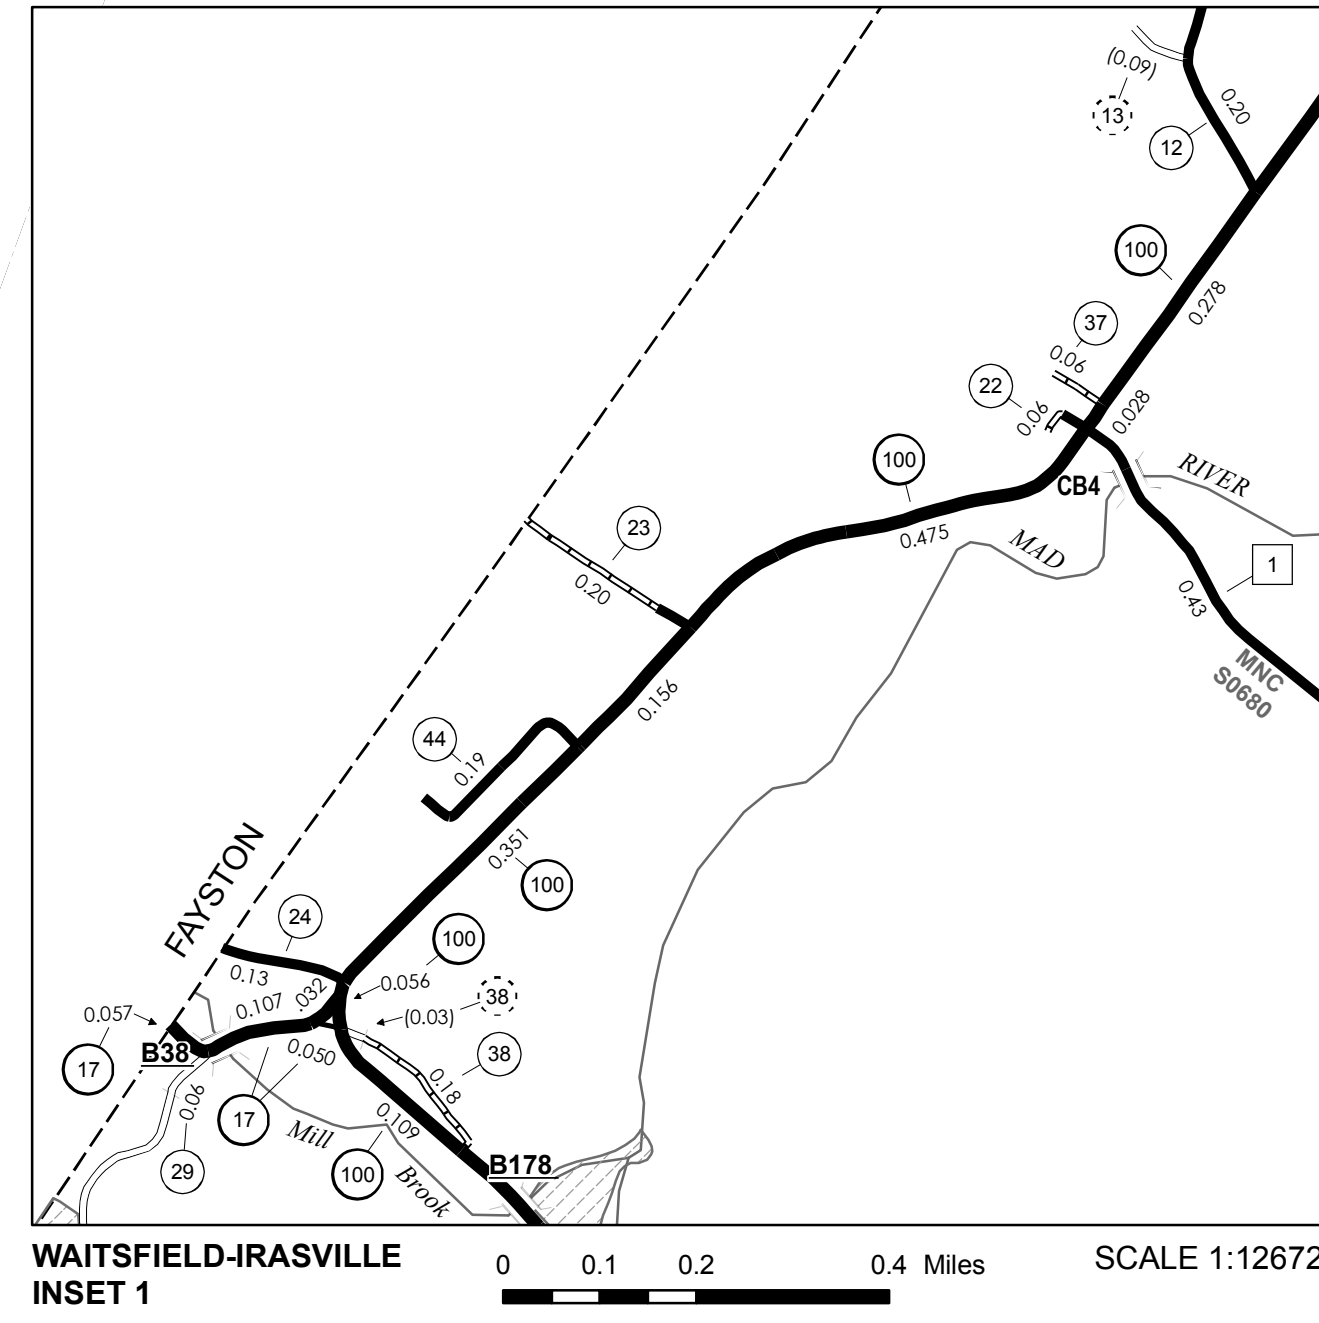 (0.09)
13
0.20
12
100
0.278
37
0.06
22
0.06
0.028
100
CB4
RIVER
0.475
MAD
1
0.43
MNC
S0680
23
0.20
0.156
44
0.19
0.351
100
FAYSTON
24
100
0.13
0.056
.032
0.107
38
(0.03)
0.057
B38
0.050
38
17
0.18
0.06
17
0.109
Mill
29
100
B178
Brook
WAITSFIELD-IRASVILLE
INSET 1
0 0.1 0.2 0.4 Miles
SCALE 1:12672